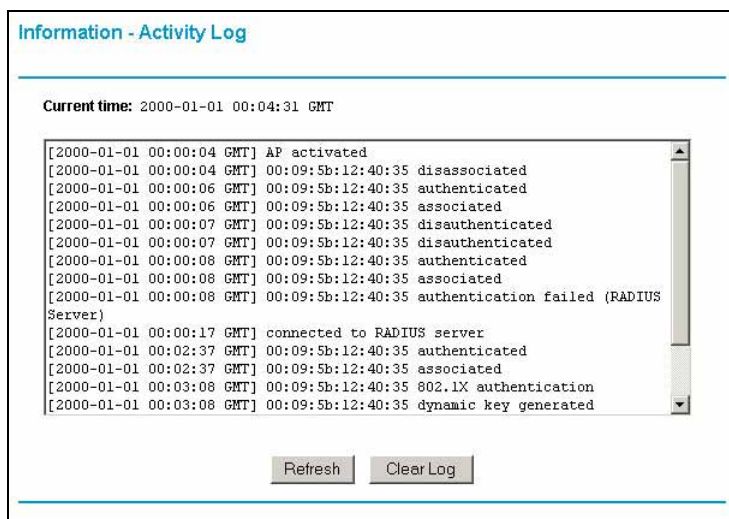 Information - Activity Log
Current time: 2000-01-01 00:04:31 GMT
[2000-01-01 00:00:04 GMT] AP activated
[2000-01-01 00:00:04 GMT] 00:09:5b:12:40:35 disassociated
[2000-01-01 00:00:06 GMT] 00:09:5b:12:40:35 authenticated
[2000-01-01 00:00:06 GMT] 00:09:5b:12:40:35 associated
[2000-01-01 00:00:07 GMT] 00:09:5b:12:40:35 disauthenticated
[2000-01-01 00:00:07 GMT] 00:09:5b:12:40:35 disauthenticated
[2000-01-01 00:00:08 GMT] 00:09:5b:12:40:35 authenticated
[2000-01-01 00:00:08 GMT] 00:09:5b:12:40:35 associated
[2000-01-01 00:00:08 GMT] 00:09:5b:12:40:35 authentication failed (RADIUS
Server)
[2000-01-01 00:00:17 GMT] connected to RADIUS server
[2000-01-01 00:02:37 GMT] 00:09:5b:12:40:35 authenticated
[2000-01-01 00:02:37 GMT] 00:09:5b:12:40:35 associated
[2000-01-01 00:03:08 GMT] 00:09:5b:12:40:35 802.1X authentication
[2000-01-01 00:03:08 GMT] 00:09:5b:12:40:35 dynamic key generated
Refresh Clear Log